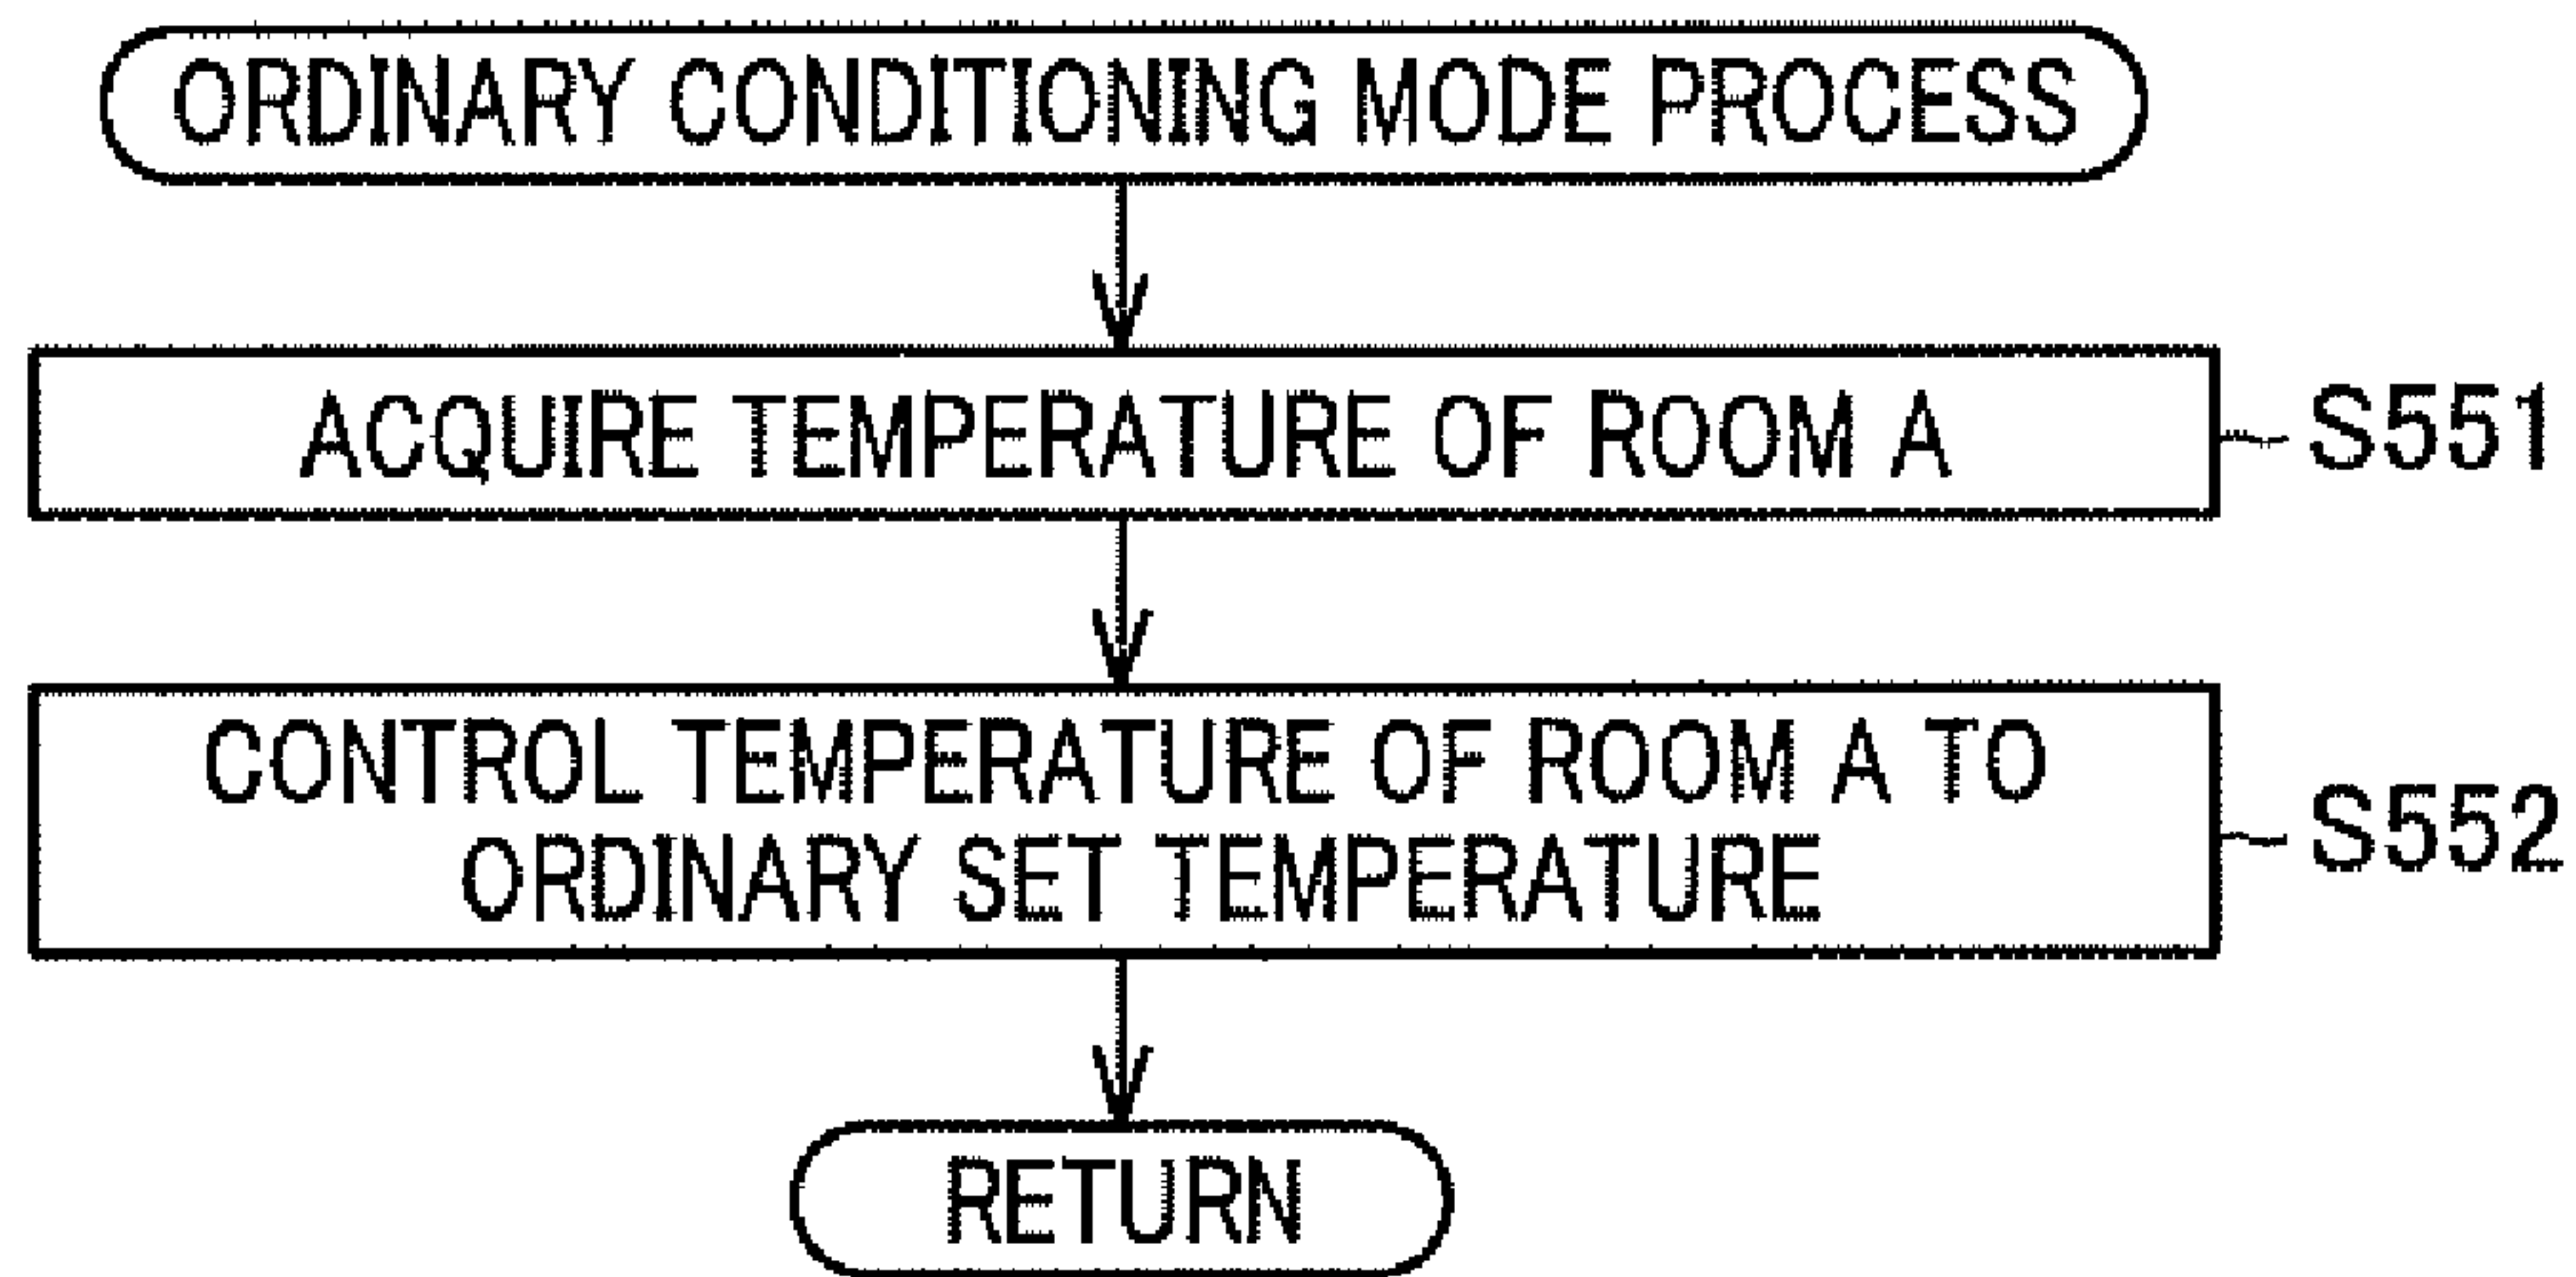 ORDINARY CONDITIONING MODE PROCESS
ACQUIRE TEMPERATURE OF ROOM A
S551
CONTROL TEMPERATURE OF ROOM A TO
ORDINARY SET TEMPERATURE
S552
RETURN